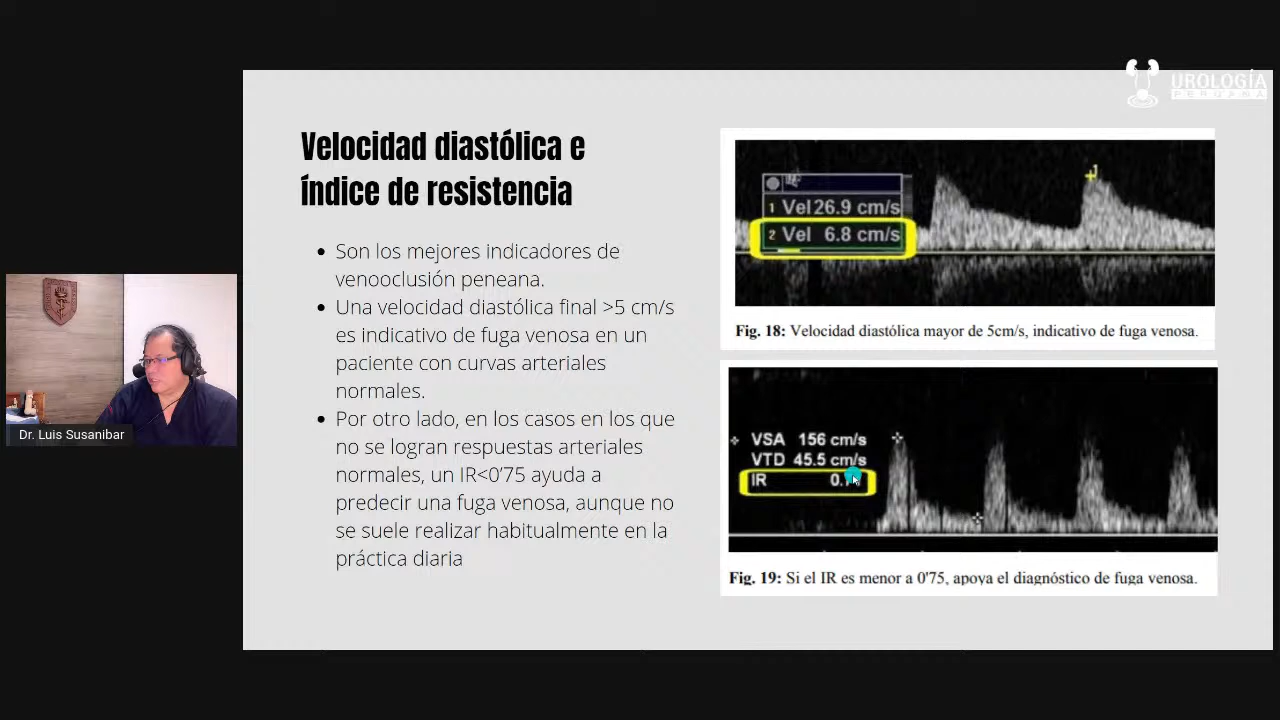 UROLOGÍA
PERUANA
Velocidad diastólica e
índice de resistencia
Son los mejores indicadores de
venooclusión peneana.
Una velocidad diastólica final >5 cm/s
es indicativo de fuga venosa en un
paciente con curvas arteriales
normales.
Por otro lado, en los casos en los que
no se logran respuestas arteriales
normales, un IR<0'75 ayuda a
predecir una fuga venosa, aunque no
se suele realizar habitualmente en la
práctica diaria
1 Vel 26.9 cm/s
2 Vel 6.8 cm/s
1
Fig. 18: Velocidad diastólica mayor de 5cm/s, indicativo de fuga venosa.
VSA 156 cm/s
VTD 45.5 cm/s
IR
Fig. 19: Si el IR es menor a 0'75, apoya el diagnóstico de fuga venosa.
Dr. Luis Susanibar